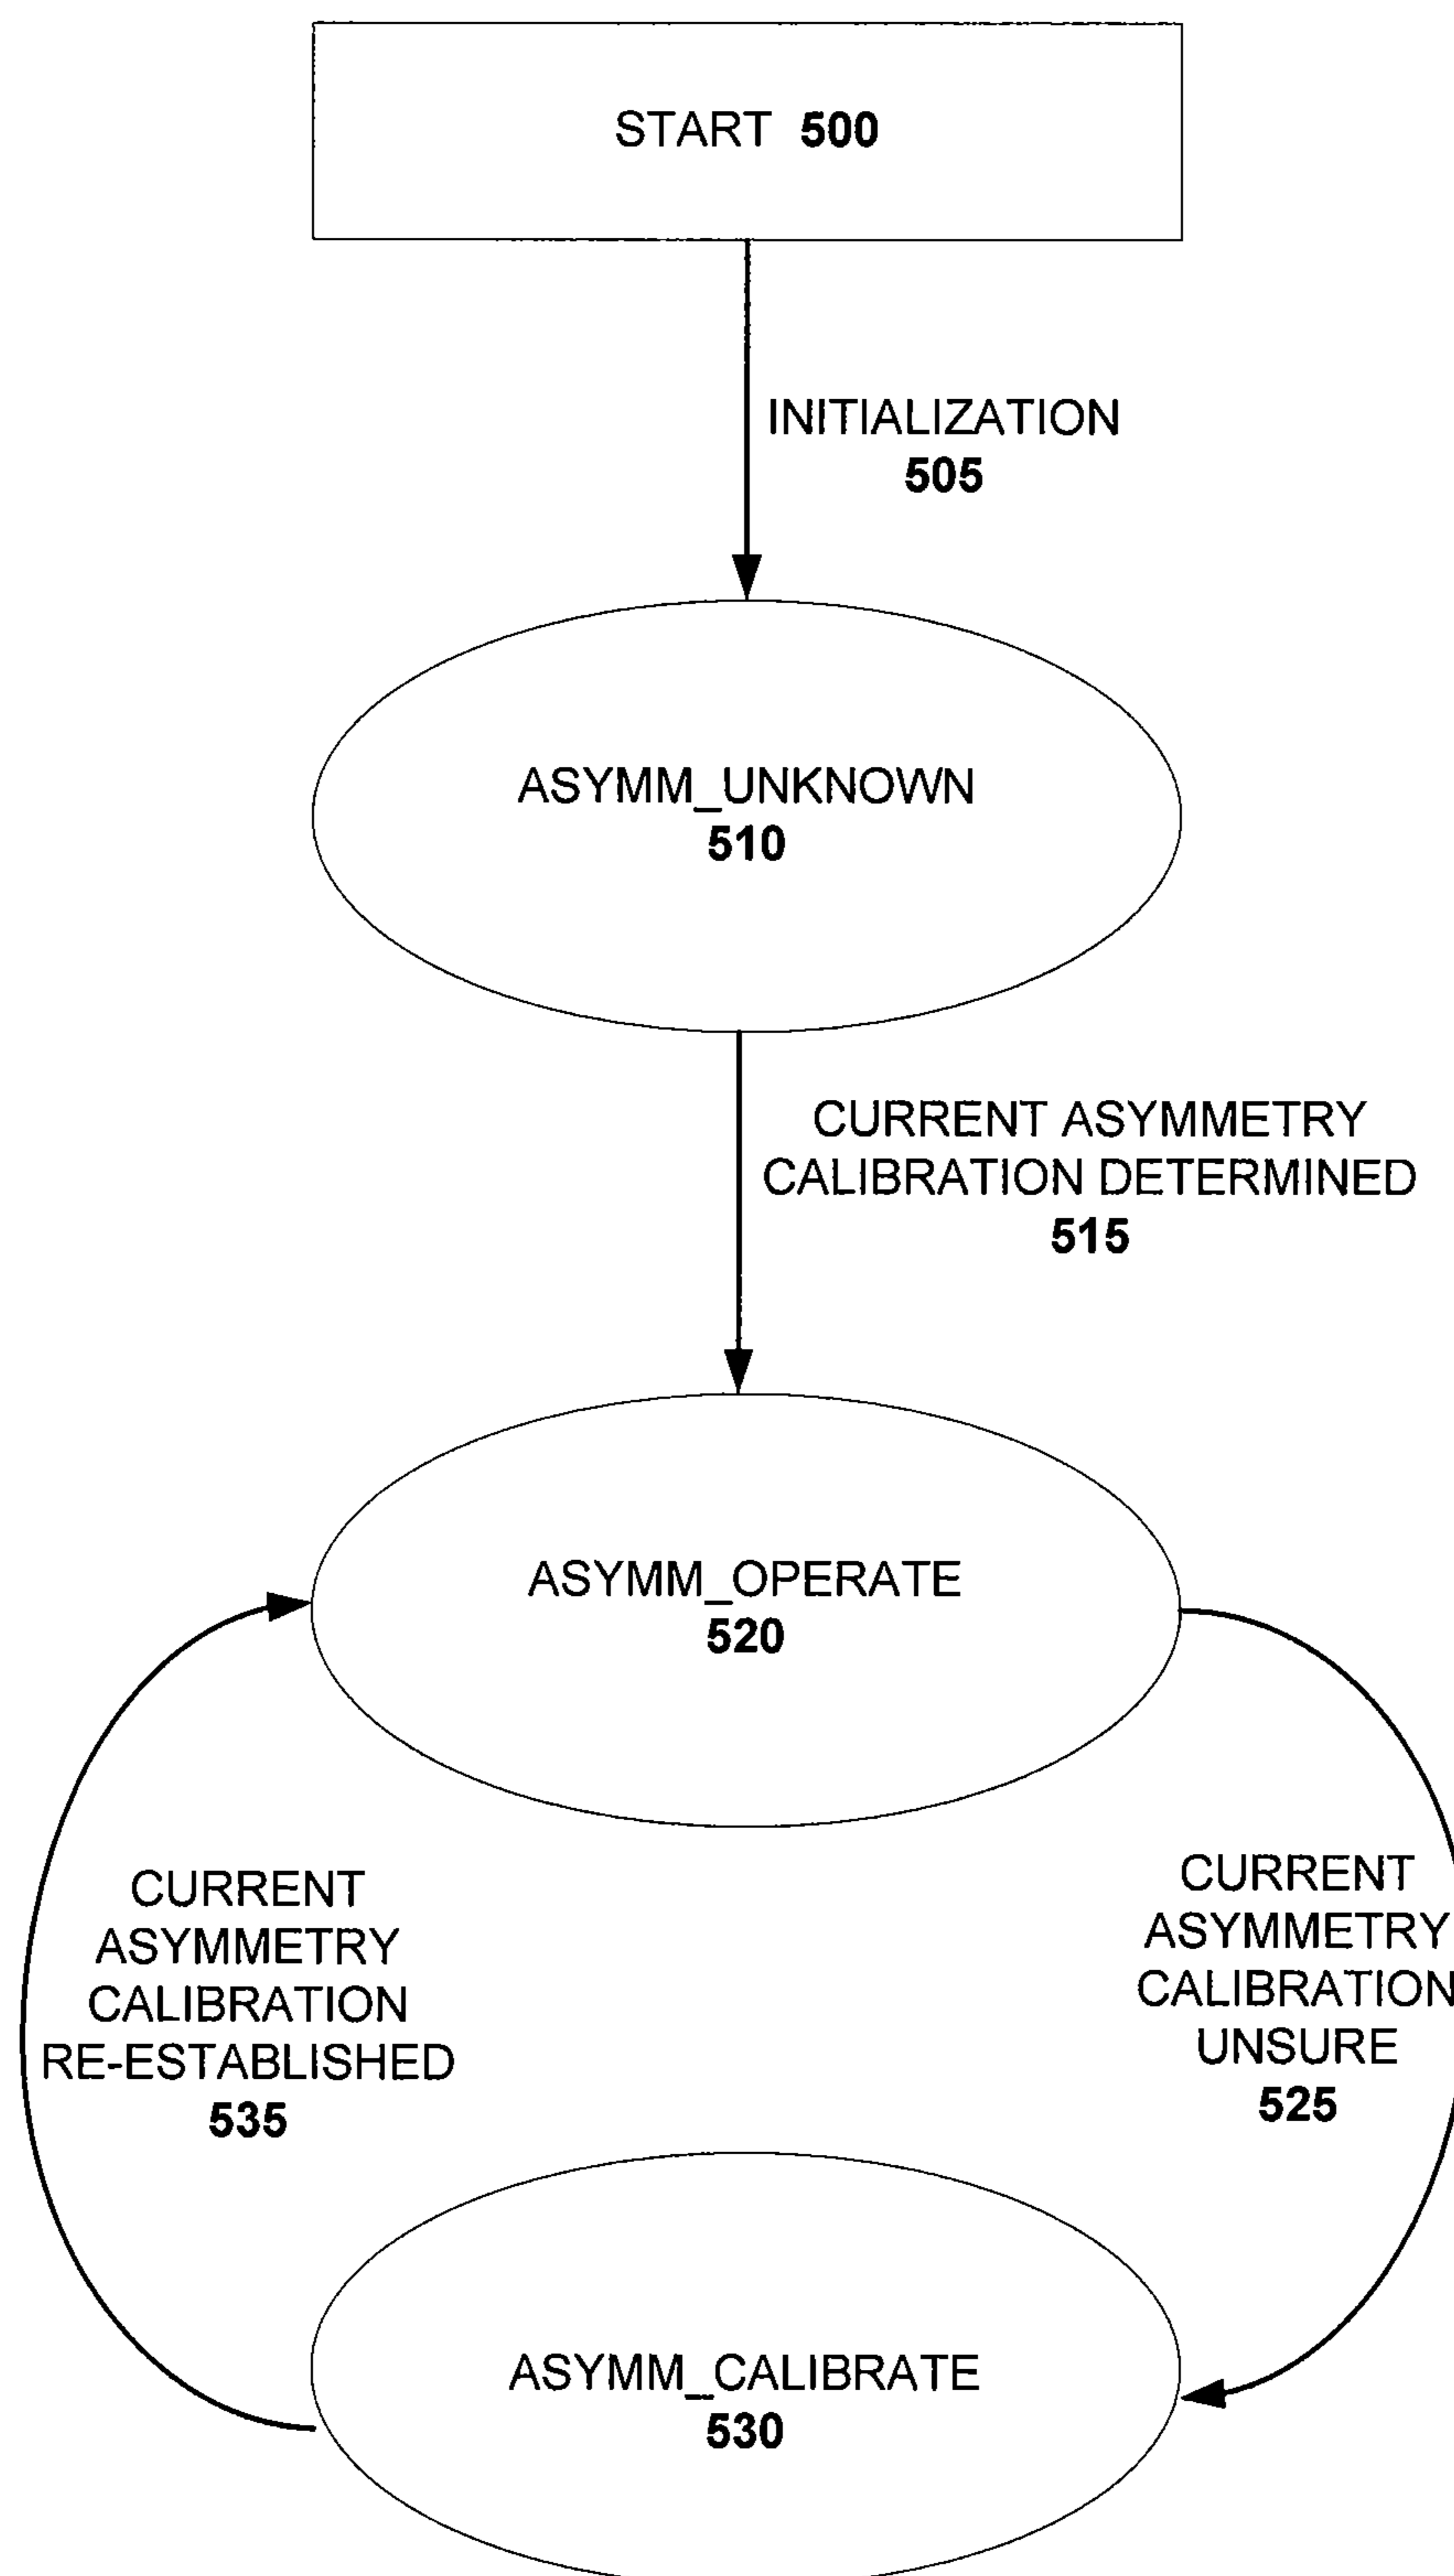 START 500
INITIALIZATION
505
ASYMM_UNKNOWN
510
CURRENT ASYMMETRY
CALIBRATION DETERMINED
515
ASYMM_OPERATE
520
CURRENT
ASYMMETRY
CALIBRATION
RE-ESTABLISHED
535
CURRENT
ASYMMETRY
CALIBRATION
UNSURE
525
ASYMM_CALIBRATE
530